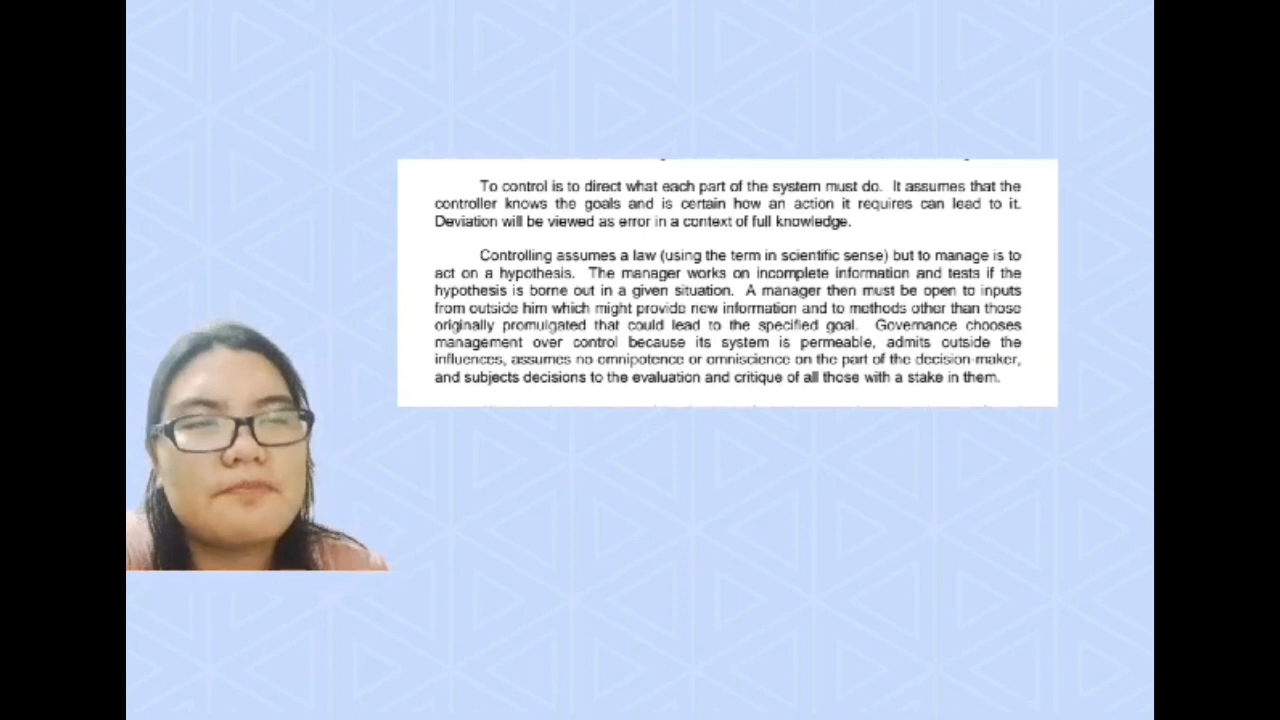 To control is to direct what each part of the system must do. It assumes that the
controller knows the goals and is certain how an action it requires can lead to it.
Deviation will be viewed as error in a context of full knowledge.
Controlling assumes a law (using the term in scientific sense) but to manage is to
act on a hypothesis. The manager works on incomplete information and tests if the
hypothesis is borne out in a given situation. A manager then must be open to inputs
from outside him which might provide new information and to methods other than those
originally promulgated that could lead to the specified goal. Governance chooses
management over control because its system is permeable, admits outside the
influences, assumes no omnipotence or omniscience on the part of the decision-maker,
and subjects decisions to the evaluation and critique of all those with a stake in them.